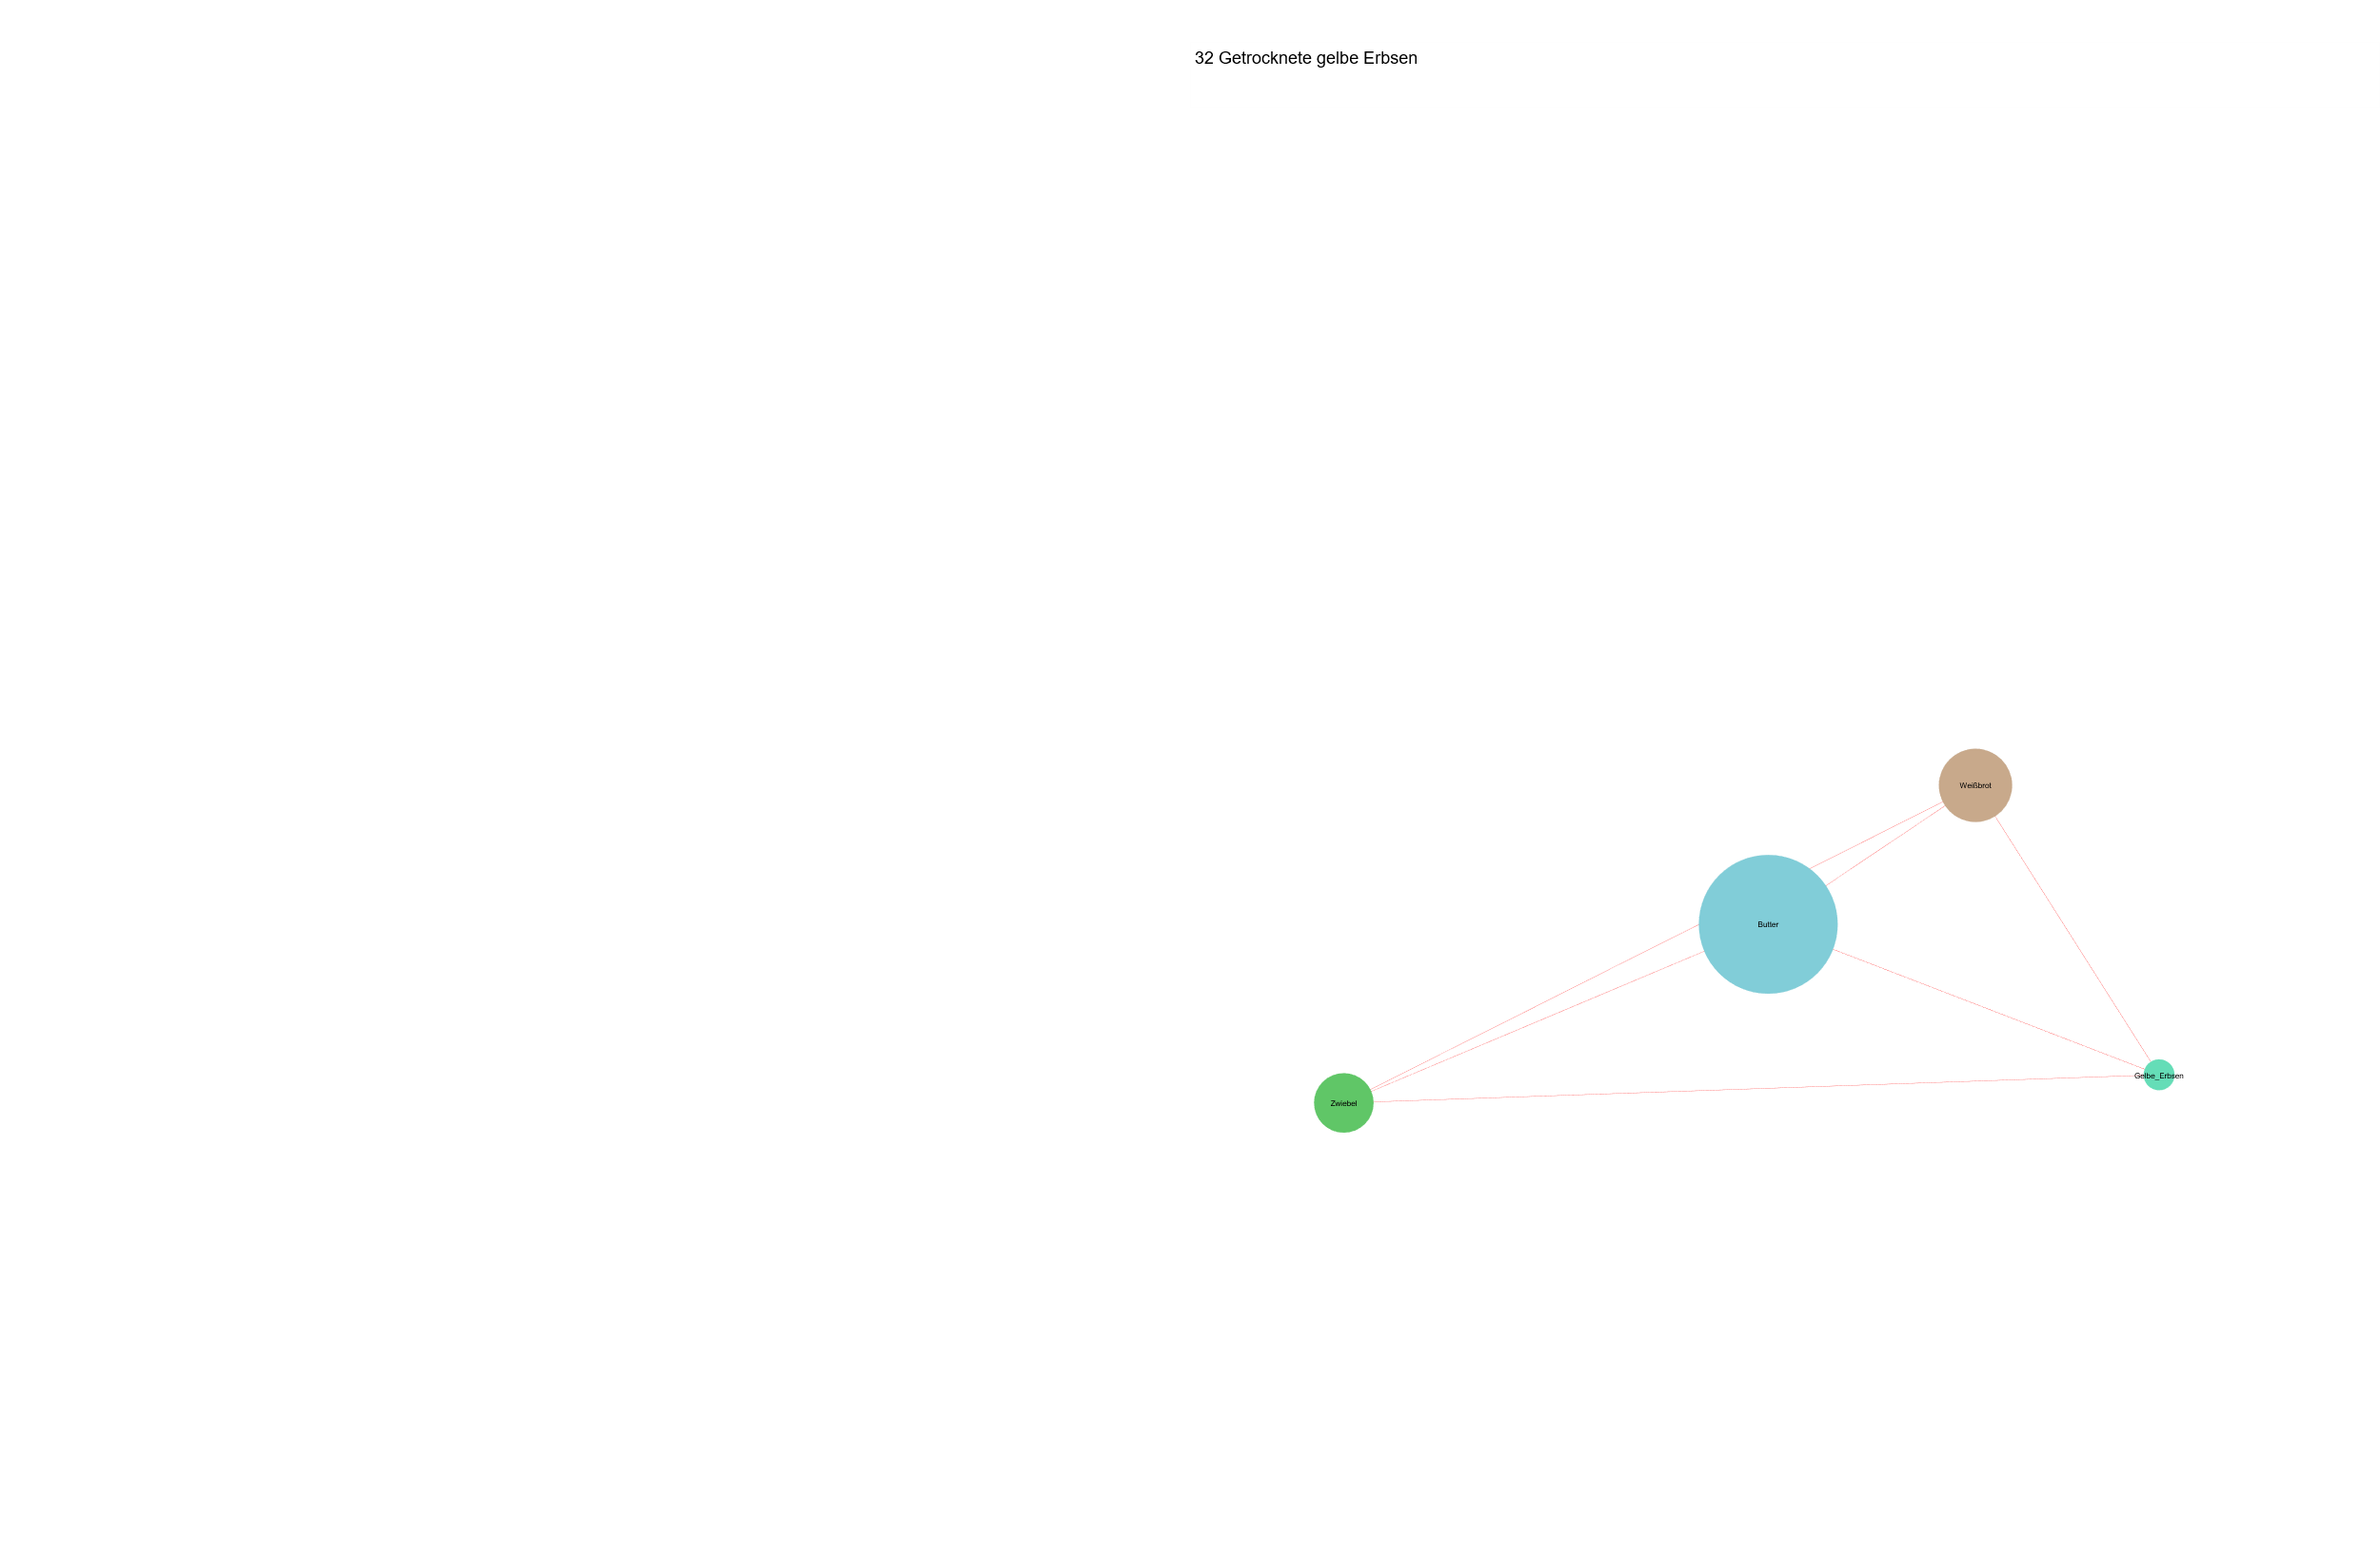 32 Getrocknete gelbe Erbsen
Weißbrot
Butter
Gelbe_Erbsen
Zwiebel